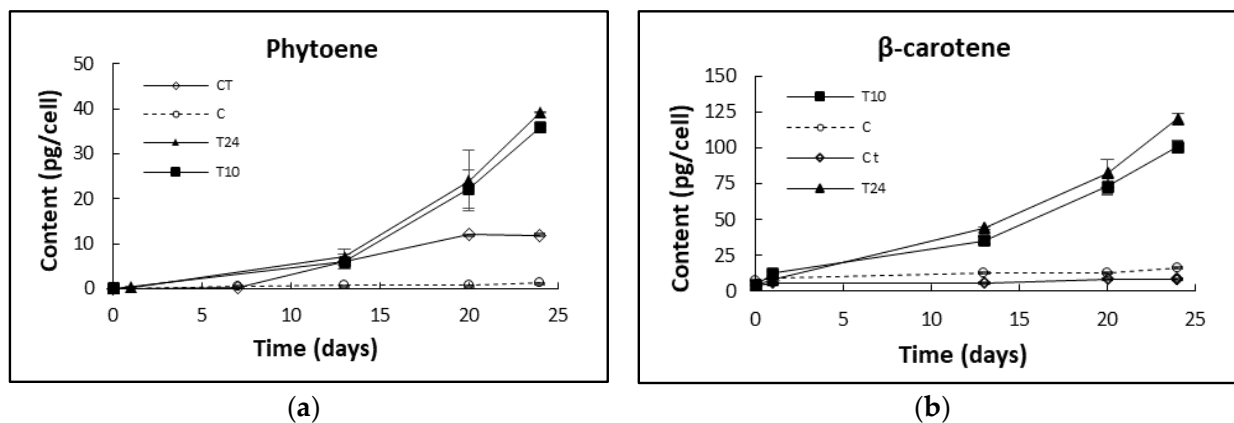 Phytoene
50
40
30
20
10
0
Content (pg/cell)
CT
C
T24
T10
0 5 10 15 20 25
Time (days)
(a)
β-carotene
150
125
100
75
50
25
0
Content (pg/cell)
T10
C
C t
T24
0 5 10 15 20 25
Time (days)
(b)